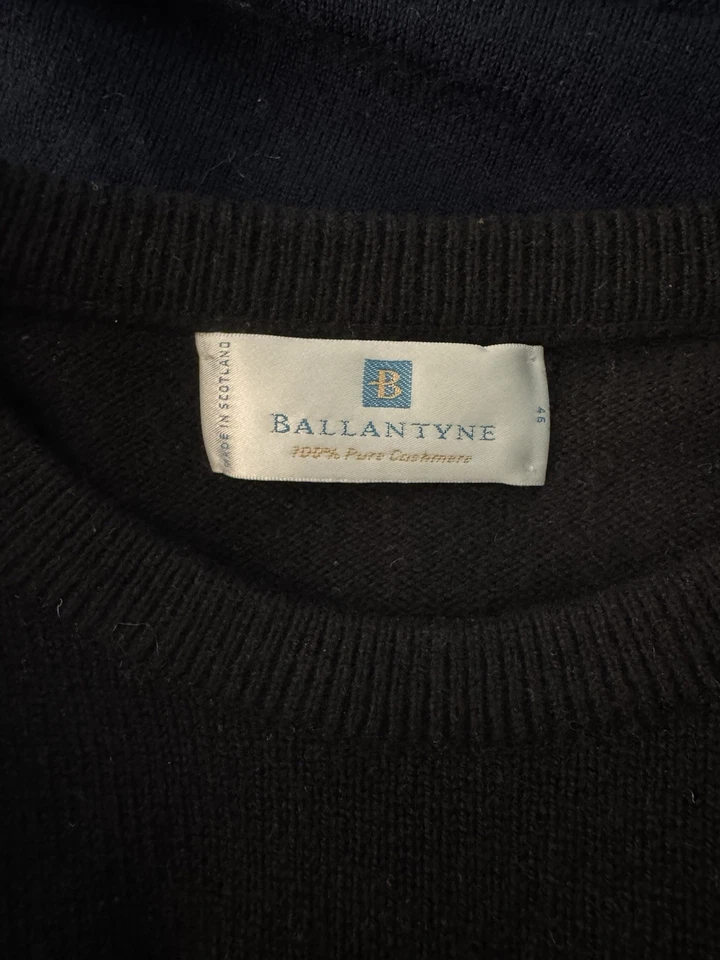 MADE IN SCOTLAND
B
BALLANTYNE
100% Pure Cashmere
46